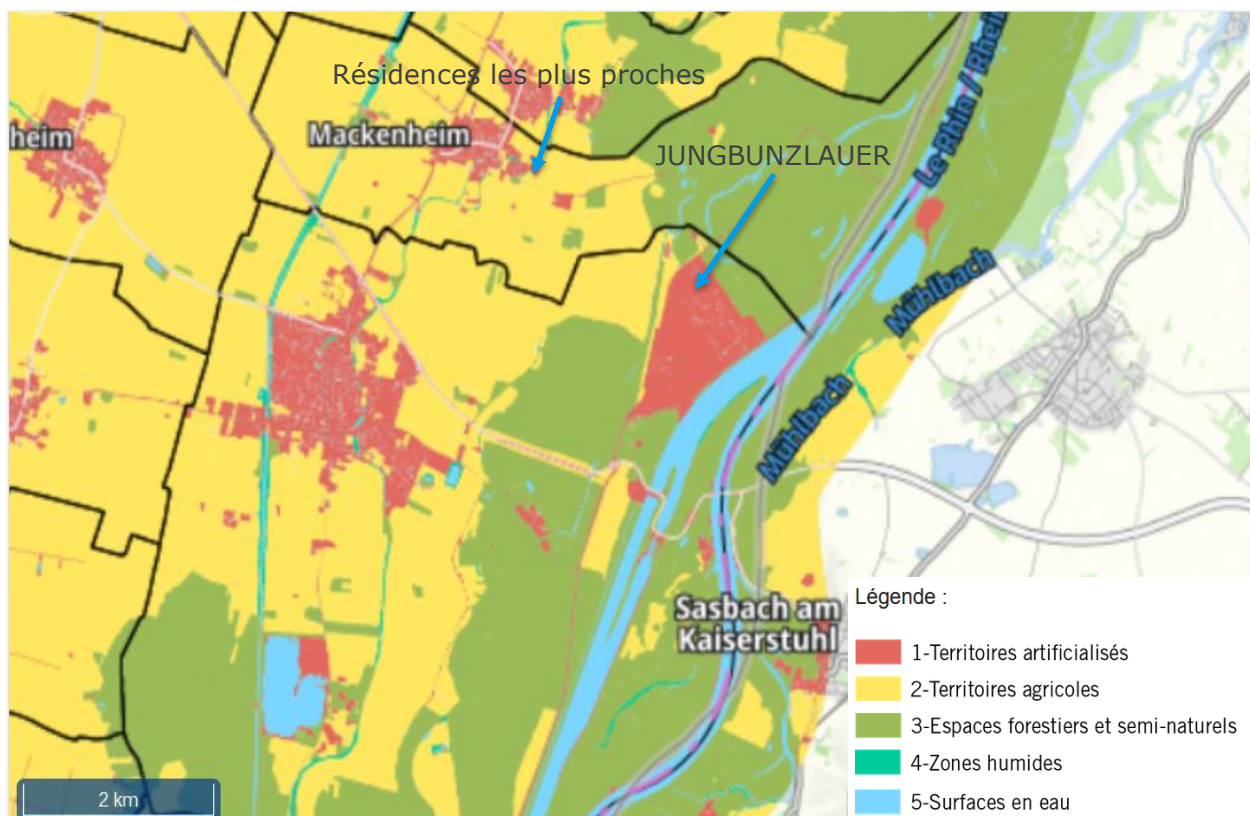 Le Rhin / Rhein
Résidences les plus proches
heim
Mackenheim
JUNGBUNZLAUER
Mühlbach
Mühlbach
Sasbach am
Kaiserstuhl
Légende :
1-Territoires artificialisés
2-Territoires agricoles
3-Espaces forestiers et semi-naturels
4-Zones humides
5-Surfaces en eau
2 km